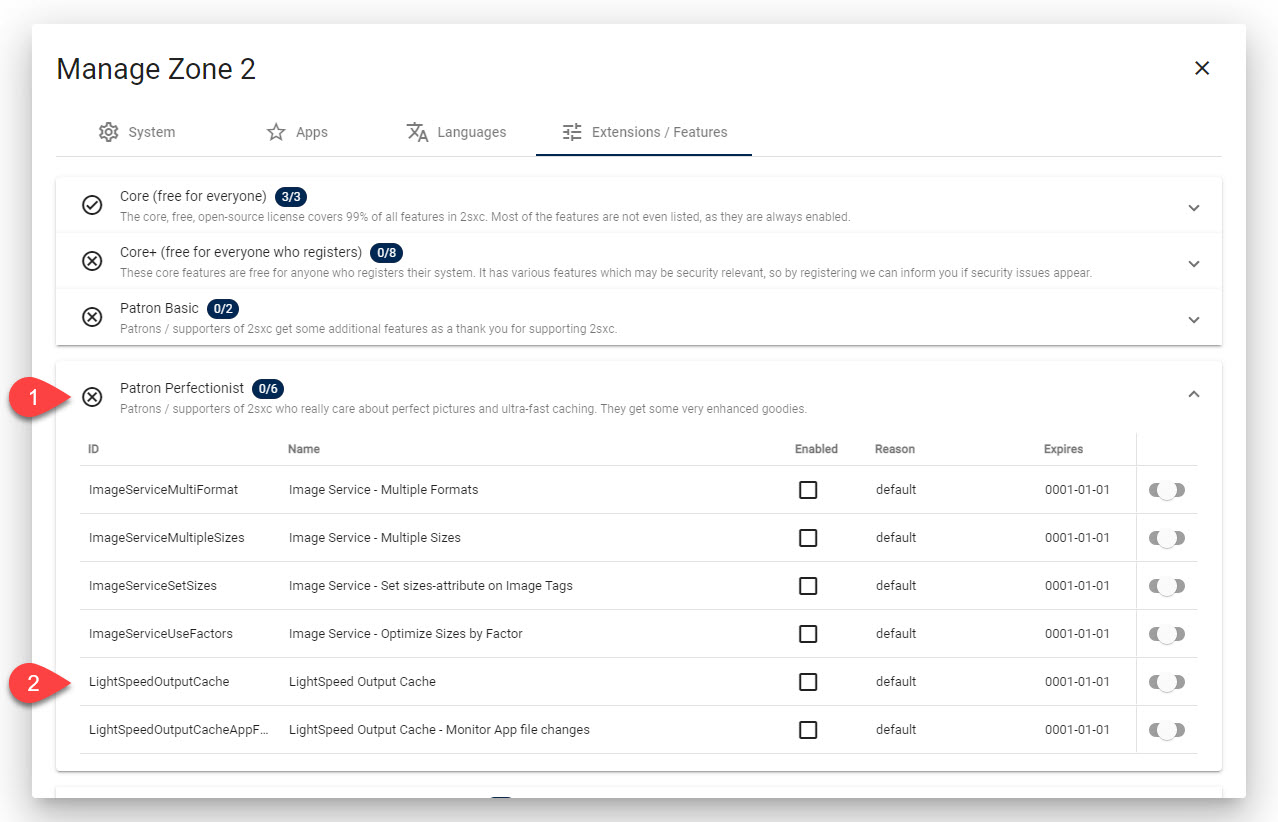 Manage Zone 2
System Apps Languages Extensions / Features
Core (free for everyone) 3/3
The core, free, open-source license covers 99% of all features in 2sxc. Most of the features are not even listed, as they are always enabled.
Core+ (free for everyone who registers) 0/8
These core features are free for anyone who registers their system. It has various features which may be security relevant, so by registering we can inform you if security issues appear.
Patron Basic 0/2
Patrons / supporters of 2sxc get some additional features as a thank you for supporting 2sxc.
1 Patron Perfectionist 0/6
Patrons / supporters of 2sxc who really care about perfect pictures and ultra-fast caching. They get some very enhanced goodies.
ID Name Enabled Reason Expires
ImageServiceMultiFormat Image Service - Multiple Formats default 0001-01-01
ImageServiceMultipleSizes Image Service - Multiple Sizes default 0001-01-01
ImageServiceSetSizes Image Service - Set sizes-attribute on Image Tags default 0001-01-01
ImageServiceUseFactors Image Service - Optimize Sizes by Factor default 0001-01-01
2 LightSpeedOutputCache LightSpeed Output Cache default 0001-01-01
LightSpeedOutputCacheAppF... LightSpeed Output Cache - Monitor App file changes default 0001-01-01